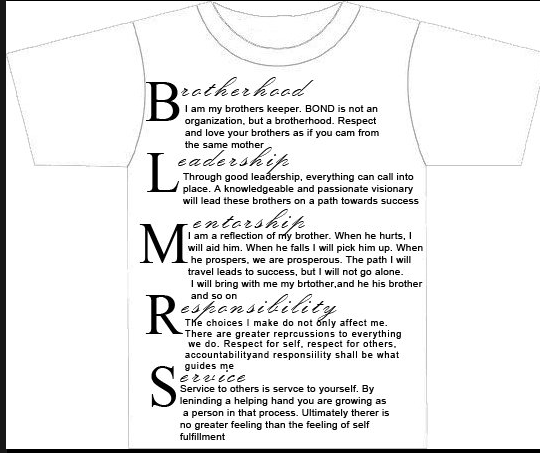 Brotherhood
I am my brothers keeper. BOND is not an
organization, but a brotherhood. Respect
and love your brothers as if you cam from
the same mother
Leadership
Through good leadership, everything can call into
place. A knowledgeable and passionate visionary
will lead these brothers on a path towards success
Mentorship
I am a reflection of my brother. When he hurts, I
will aid him. When he falls I will pick him up. When
he prospers, we are prosperous. The path I will
travel leads to success, but I will not go alone.
I will bring with me my brtother,and he his brother
and so on
Responsibility
The choices I make do not only affect me.
There are greater reprcussions to everything
we do. Respect for self, respect for others,
accountabilityand responsiility shall be what
guides me
Service
Service to others is servce to yourself. By
leninding a helping hand you are growing as
a person in that process. Ultimately therer is
no greater feeling than the feeling of self
fulfillment